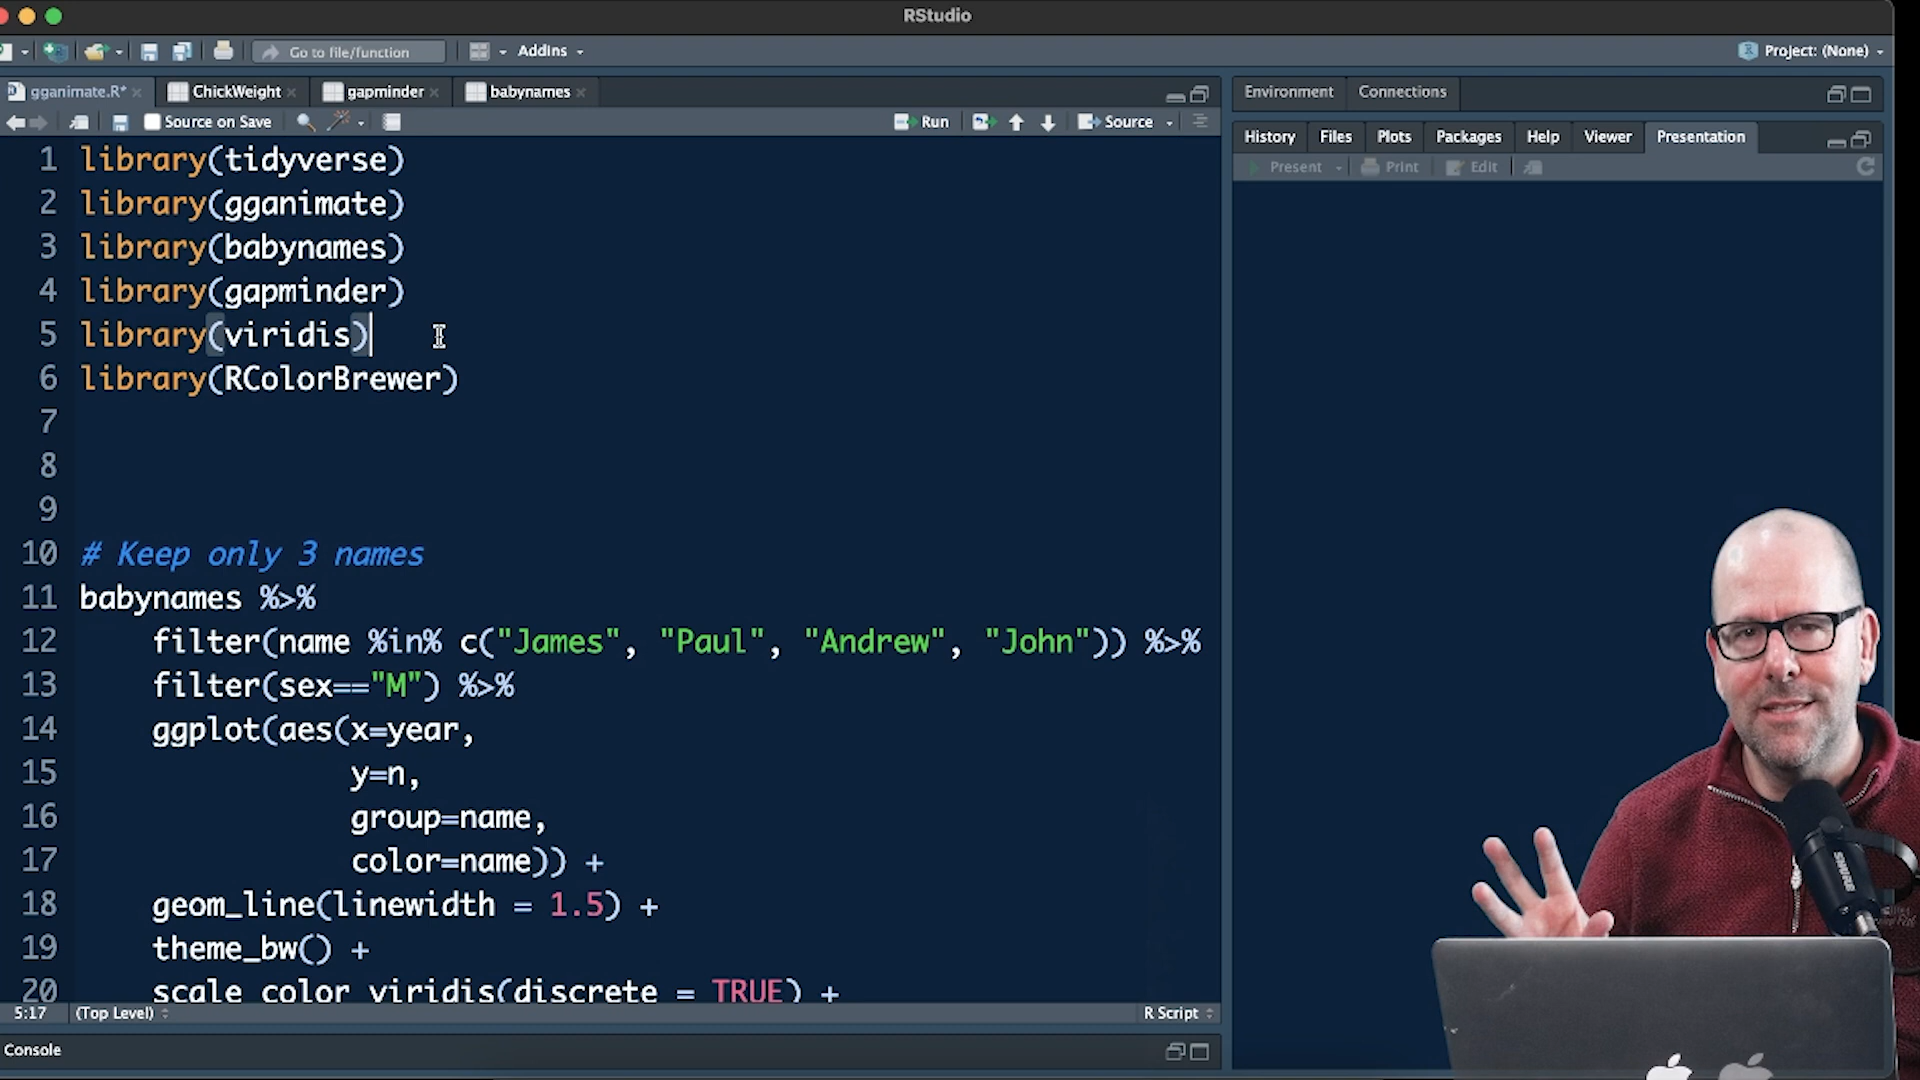 RStudio
Go to file/function
Addins
Project: (None)
gganimate.R*
ChickWeight
gapminder
babynames
Source on Save
Run
Source
Environment
Connections
History
Files
Plots
Packages
Help
Viewer
Presentation
Present
Print
Edit
1 library(tidyverse)
2 library(gganimate)
3 library(babynames)
4 library(gapminder)
5 library(viridis)
6 library(RColorBrewer)
7
8
9
10 # Keep only 3 names
11 babynames %>%
12 filter(name %in% c("James", "Paul", "Andrew", "John")) %>%
13 filter(sex=="M") %>%
14 ggplot(aes(x=year,
15 y=n,
16 group=name,
17 color=name)) +
18 geom_line(linewidth = 1.5) +
19 theme_bw() +
20 scale_color_viridis(discrete = TRUE) +
5:17
(Top Level)
R Script
Console
SHURE